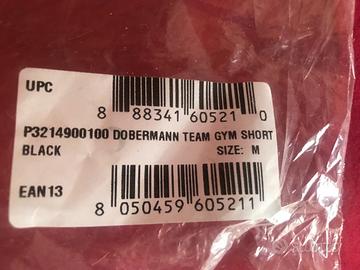 UPC
8 88341 60521 0
P3214900100 DOBERMANN TEAM GYM SHORT
BLACK SIZE: M
EAN13
8 050459 605211